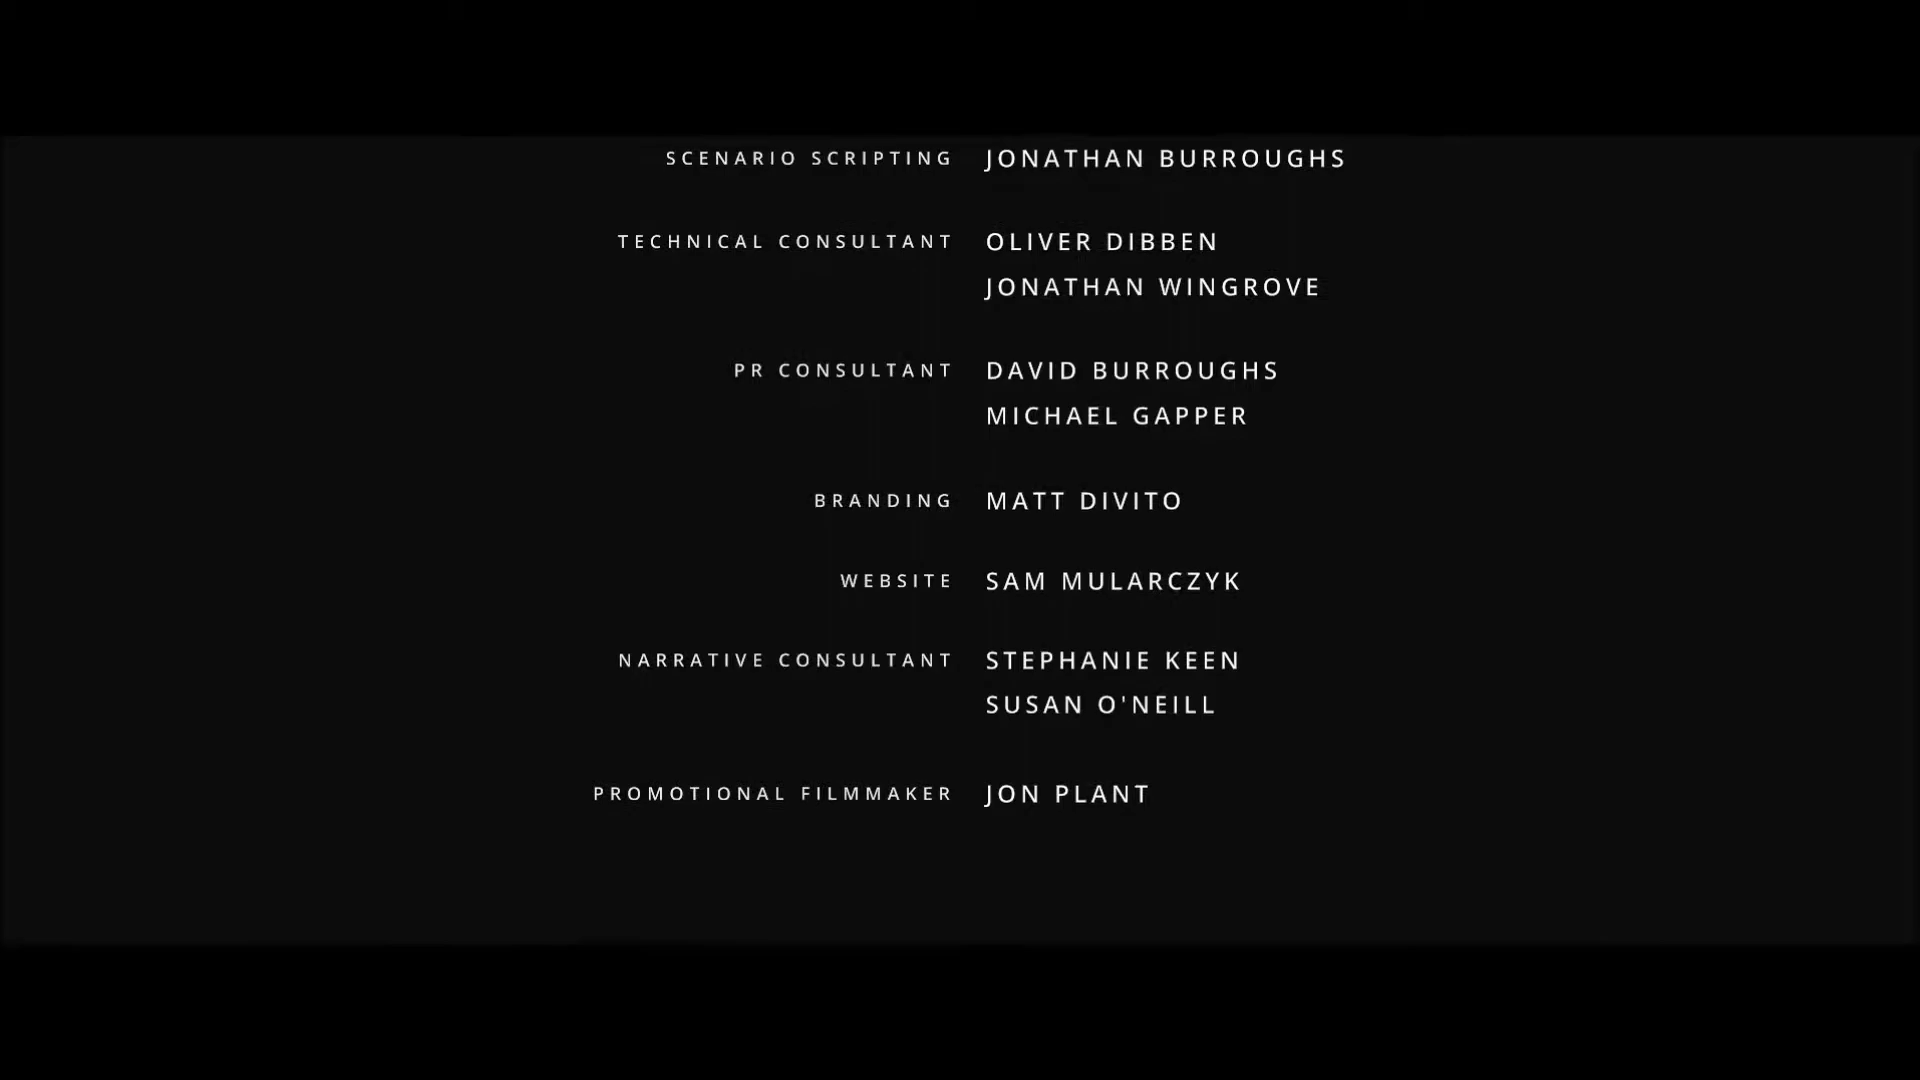 SCENARIO SCRIPTING JONATHAN BURROUGHS
TECHNICAL CONSULTANT OLIVER DIBBEN
JONATHAN WINGROVE
PR CONSULTANT DAVID BURROUGHS
MICHAEL GAPPER
BRANDING MATT DIVITO
WEBSITE SAM MULARCZYK
NARRATIVE CONSULTANT STEPHANIE KEEN
SUSAN O'NEILL
PROMOTIONAL FILMMAKER JON PLANT